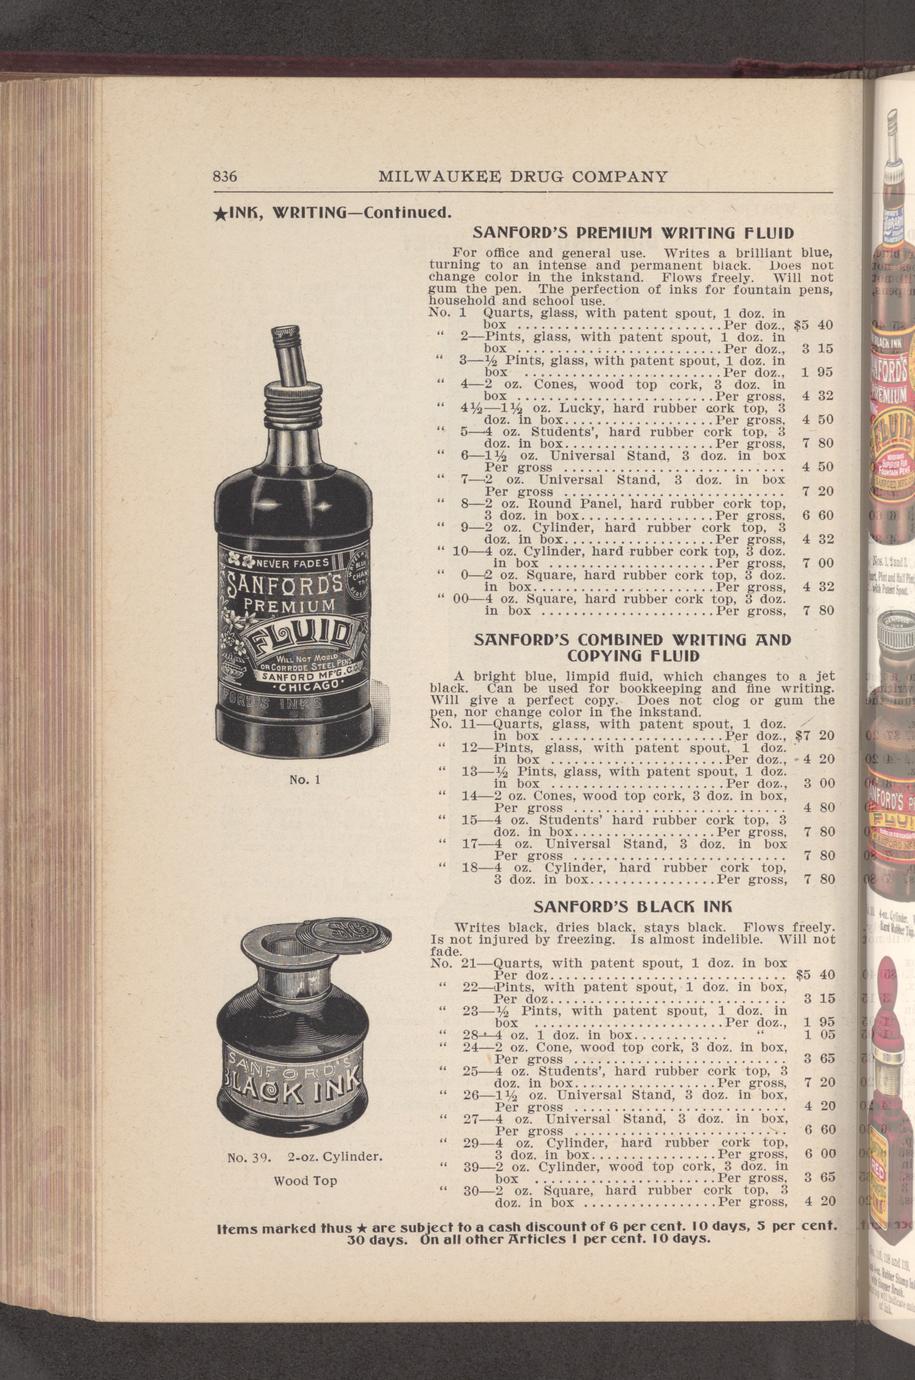 836 MILWAUKEE DRUG COMPANY
★INK, WRITING—Continued.
SANFORD'S PREMIUM WRITING FLUID
For office and general use. Writes a brilliant blue,
turning to an intense and permanent black. Does not
change color in the inkstand. Flows freely. Will not
gum the pen. The perfection of inks for fountain pens,
household and school use.
No. 1 Quarts, glass, with patent spout, 1 doz. in
box ..........................Per doz., $5 40
“ 2—Pints, glass, with patent spout, 1 doz. in
box ..........................Per doz., 3 15
“ 3—½ Pints, glass, with patent spout, 1 doz. in
box .........................Per doz., 1 95
“ 4—2 oz. Cones, wood top cork, 3 doz. in
box .........................Per gross, 4 32
“ 4½—1½ oz. Lucky, hard rubber cork top, 3
doz. in box...................Per gross, 4 50
“ 5—4 oz. Students', hard rubber cork top, 3
doz. in box...................Per gross, 7 80
“ 6—1½ oz. Universal Stand, 3 doz. in box
Per gross ............................ 4 50
“ 7—2 oz. Universal Stand, 3 doz. in box
Per gross ............................ 7 20
“ 8—2 oz. Round Panel, hard rubber cork top,
3 doz. in box.................Per gross, 6 60
“ 9—2 oz. Cylinder, hard rubber cork top, 3
doz. in box...................Per gross, 4 32
“ 10—4 oz. Cylinder, hard rubber cork top, 3 doz.
in box ......................Per gross, 7 00
“ 0—2 oz. Square, hard rubber cork top, 3 doz.
in box.......................Per gross, 4 32
“ 00—4 oz. Square, hard rubber cork top, 3 doz.
in box ......................Per gross, 7 80
SANFORD'S COMBINED WRITING AND
COPYING FLUID
A bright blue, limpid fluid, which changes to a jet
black. Can be used for bookkeeping and fine writing.
Will give a perfect copy. Does not clog or gum the
pen, nor change color in the inkstand.
No. 11—Quarts, glass, with patent spout, 1 doz.
in box ......................Per doz., $7 20
“ 12—Pints, glass, with patent spout, 1 doz.
in box ......................Per doz., 4 20
“ 13—½ Pints, glass, with patent spout, 1 doz.
in box ......................Per doz., 3 00
“ 14—2 oz. Cones, wood top cork, 3 doz. in box,
Per gross ........................... 4 80
“ 15—4 oz. Students' hard rubber cork top, 3
doz. in box..................Per gross, 7 80
“ 17—4 oz. Universal Stand, 3 doz. in box
Per gross ........................... 7 80
“ 18—4 oz. Cylinder, hard rubber cork top,
3 doz. in box................Per gross, 7 80
SANFORD'S BLACK INK
Writes black, dries black, stays black. Flows freely.
Is not injured by freezing. Is almost indelible. Will not
fade.
No. 21—Quarts, with patent spout, 1 doz. in box
Per doz.............................. $5 40
“ 22—Pints, with patent spout, 1 doz. in box,
Per doz.............................. 3 15
“ 23—½ Pints, with patent spout, 1 doz. in
box ........................Per doz., 1 95
“ 28—4 oz. 1 doz. in box............ “ 1 05
“ 24—2 oz. Cone, wood top cork, 3 doz. in box,
Per gross ........................... 3 65
“ 25—4 oz. Students', hard rubber cork top, 3
doz. in box..................Per gross, 7 20
“ 26—1½ oz. Universal Stand, 3 doz. in box,
Per gross ........................... 4 20
“ 27—4 oz. Universal Stand, 3 doz. in box,
Per gross ........................... 6 60
“ 29—4 oz. Cylinder, hard rubber cork top,
3 doz. in box................Per gross, 6 00
“ 39—2 oz. Cylinder, wood top cork, 3 doz. in
box .......................Per gross, 3 65
“ 30—2 oz. Square, hard rubber cork top, 3
doz. in box .................Per gross, 4 20
NEVER FADES
SANFORD'S
PREMIUM
FLUID
WILL NOT MOULD
OR CORRODE STEEL PENS
SANFORD M'F'G. CO.
CHICAGO
No. 1
SANFORD'S
BLACK INK
No. 39. 2-oz. Cylinder.
Wood Top
Items marked thus ★ are subject to a cash discount of 6 per cent. 10 days, 5 per cent.
30 days. On all other Articles 1 per cent. 10 days.